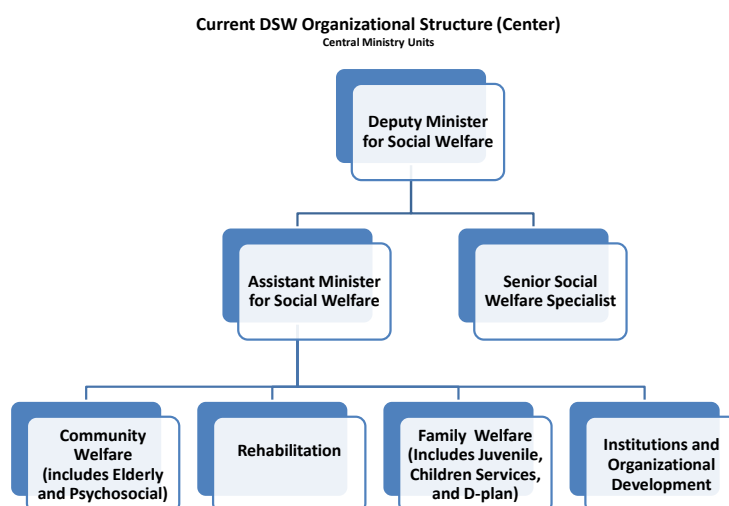 Current DSW Organizational Structure (Center)
Central Ministry Units
Deputy Minister
for Social Welfare
Assistant Minister
for Social Welfare
Senior Social
Welfare Specialist
Community
Welfare
(includes Elderly
and Psychosocial)
Rehabilitation
Family Welfare
(Includes Juvenile,
Children Services,
and D-plan)
Institutions and
Organizational
Development